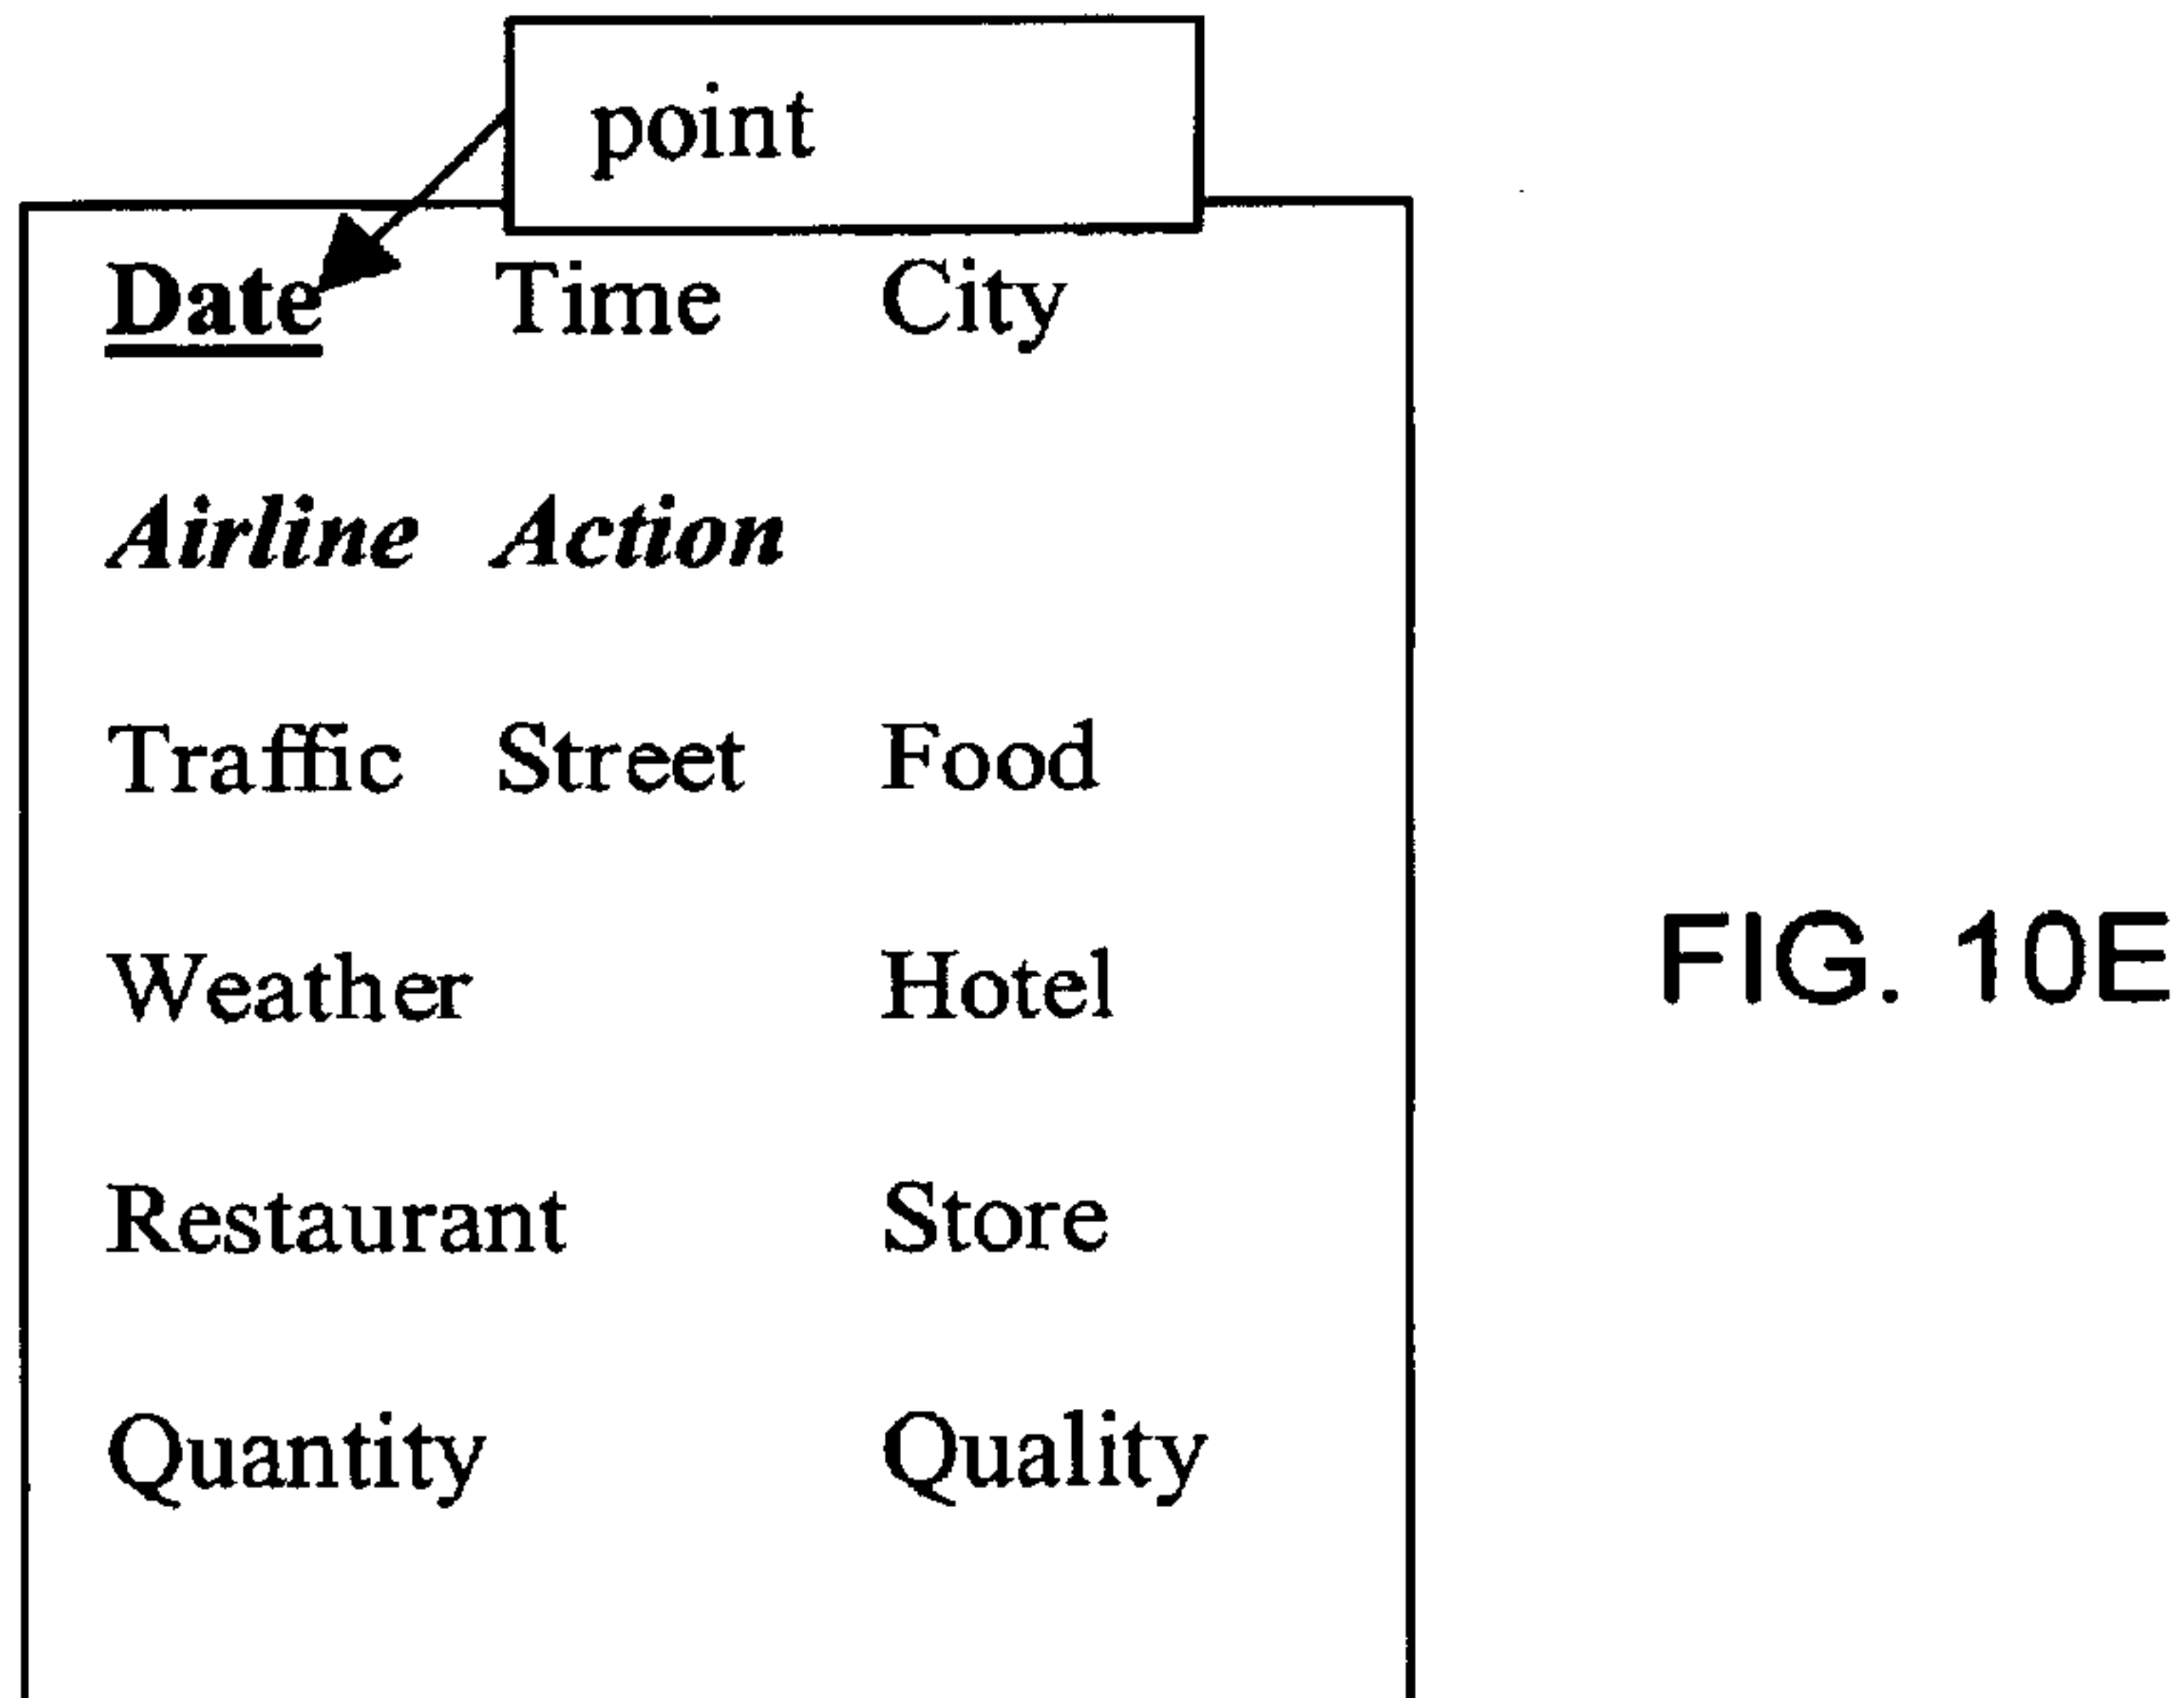 point
Date Time City
Airline Action
Traffic Street Food
Weather Hotel
FIG. 10E
Restaurant Store
Quantity Quality